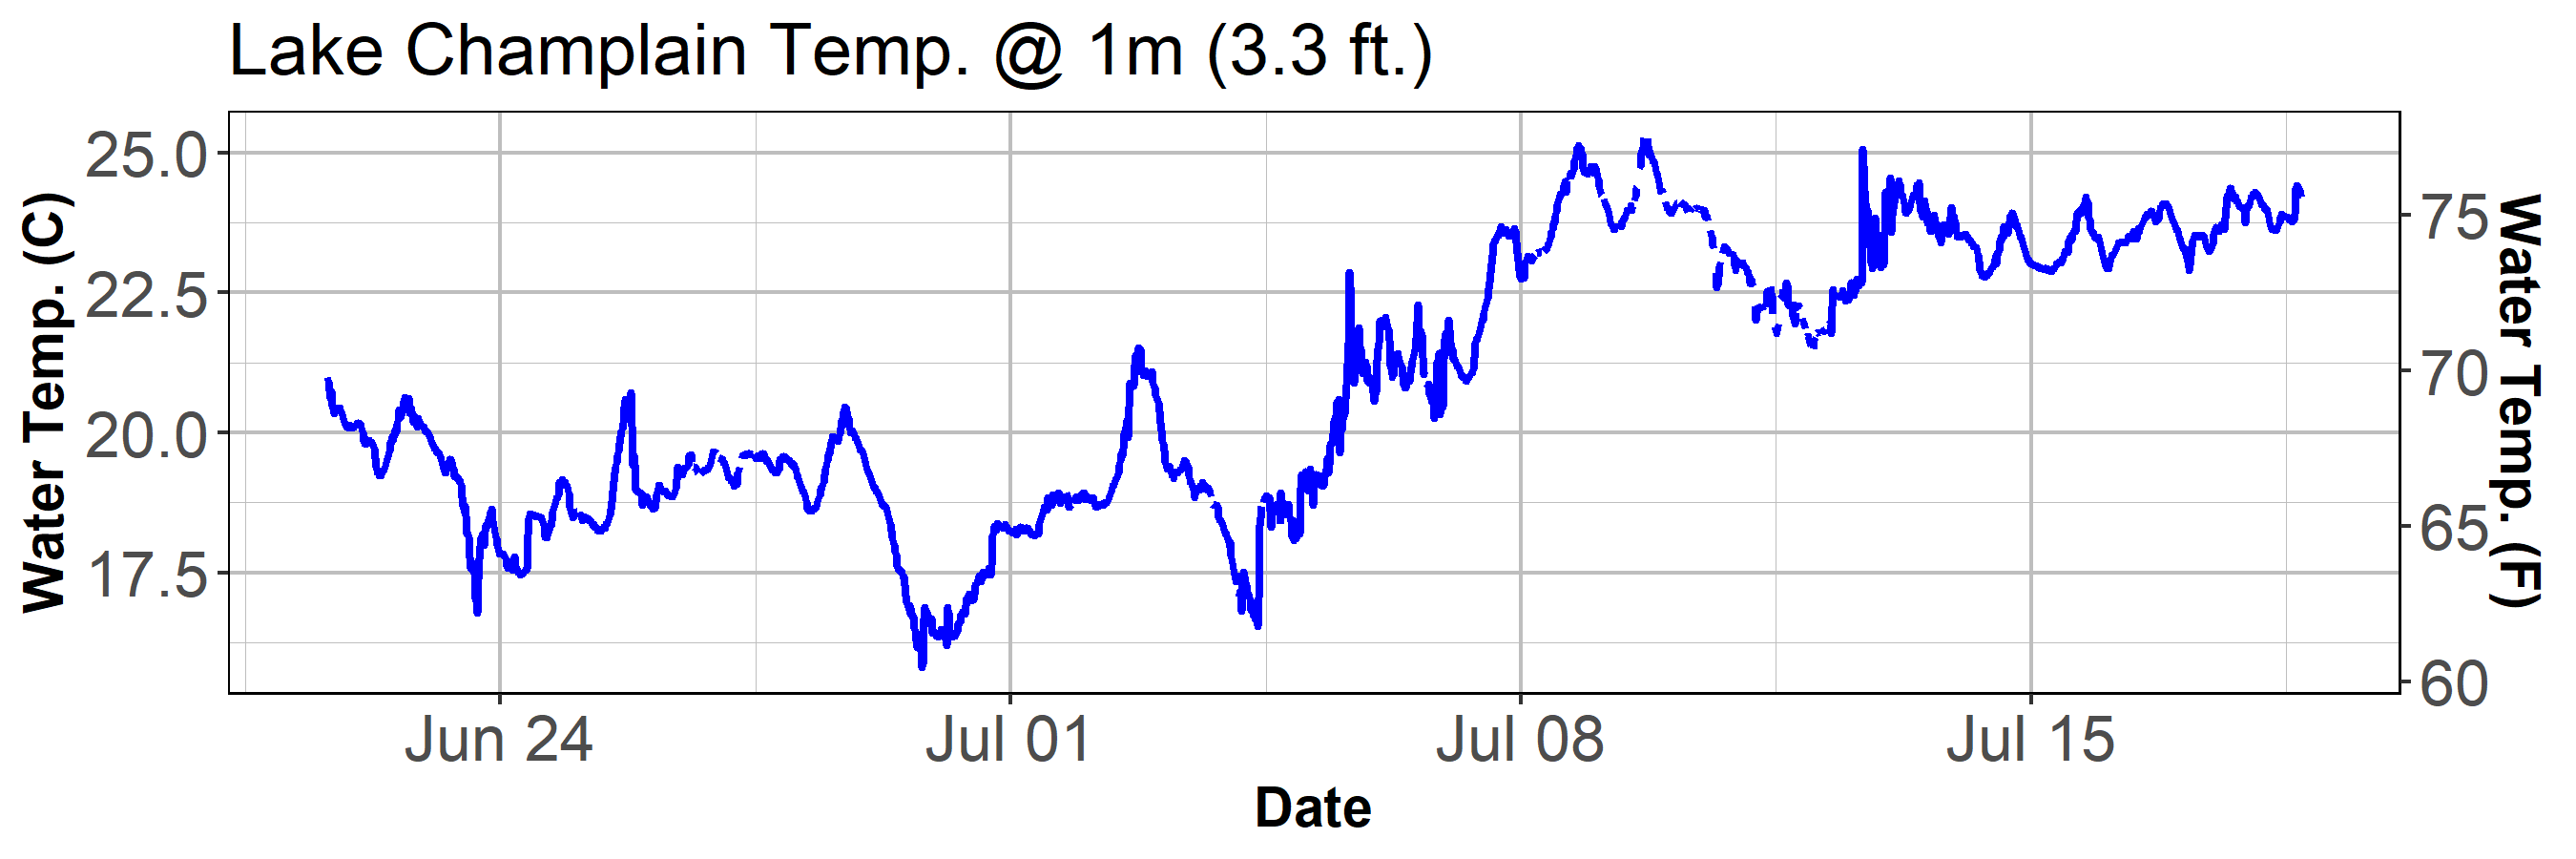 Lake Champlain Temp. @ 1m (3.3 ft.)
Water Temp. (C)
25.0
22.5
20.0
17.5
75
70
65
60
Water Temp. (F)
Jun 24
Jul 01
Jul 08
Jul 15
Date